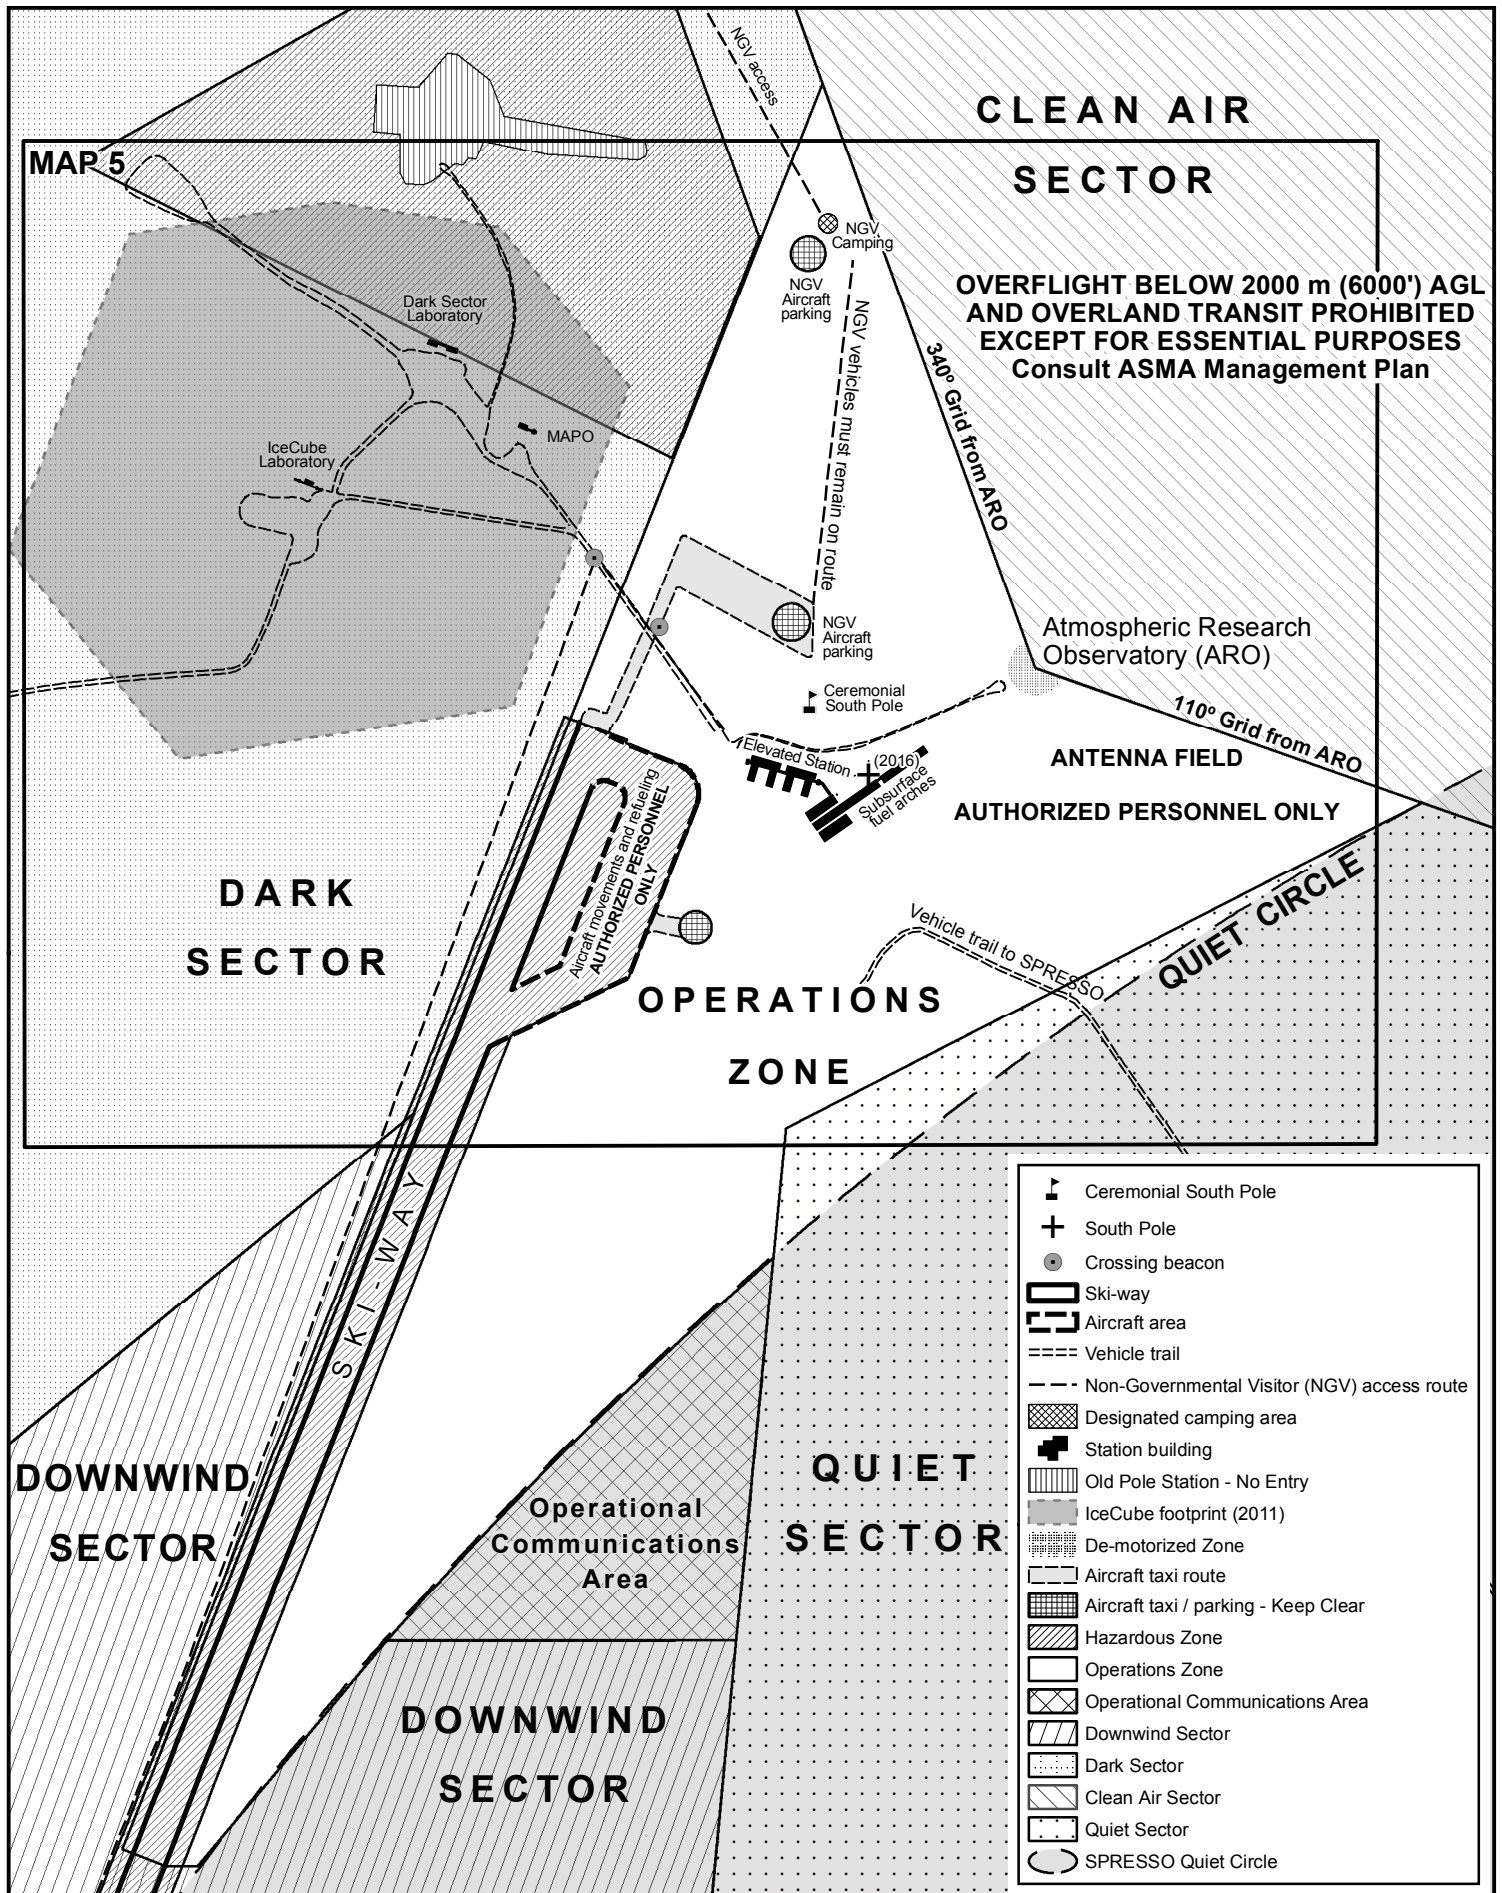 NGV access
CLEAN AIR
SECTOR
MAP 5
NGV
Camping
NGV
Aircraft
parking
OVERFLIGHT BELOW 2000 m (6000') AGL
AND OVERLAND TRANSIT PROHIBITED
EXCEPT FOR ESSENTIAL PURPOSES
Consult ASMA Management Plan
Dark Sector
Laboratory
NGV vehicles must remain on route
340º Grid from ARO
MAPO
IceCube
Laboratory
NGV
Aircraft
parking
Atmospheric Research
Observatory (ARO)
Ceremonial
South Pole
110º Grid from ARO
Elevated Station
(2016)
Subsurface
fuel arches
ANTENNA FIELD
AUTHORIZED PERSONNEL ONLY
Aircraft movements and refueling
AUTHORIZED PERSONNEL
ONLY
DARK
SECTOR
QUIET CIRCLE
Vehicle trail to SPRESSO
OPERATIONS
ZONE
SKI-WAY
DOWNWIND
SECTOR
Operational
Communications
Area
QUIET
SECTOR
DOWNWIND
SECTOR
Ceremonial South Pole
South Pole
Crossing beacon
Ski-way
Aircraft area
Vehicle trail
Non-Governmental Visitor (NGV) access route
Designated camping area
Station building
Old Pole Station - No Entry
IceCube footprint (2011)
De-motorized Zone
Aircraft taxi route
Aircraft taxi / parking - Keep Clear
Hazardous Zone
Operations Zone
Operational Communications Area
Downwind Sector
Dark Sector
Clean Air Sector
Quiet Sector
SPRESSO Quiet Circle